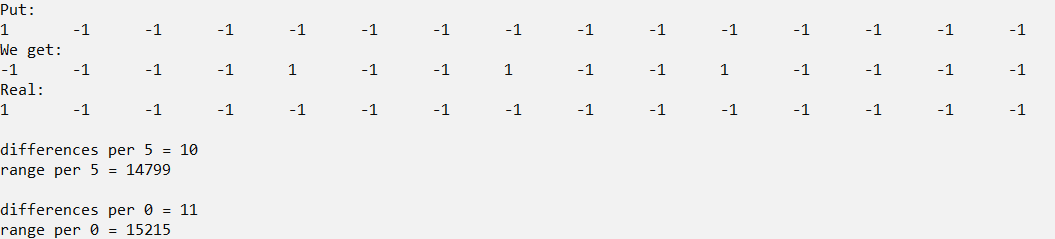 Put:
1 -1 -1 -1 -1 -1 -1 -1 -1 -1 -1 -1 -1 -1 -1
We get:
-1 -1 -1 -1 1 -1 -1 1 -1 -1 1 -1 -1 -1 -1
Real:
1 -1 -1 -1 -1 -1 -1 -1 -1 -1 -1 -1 -1 -1 -1
differences per 5 = 10
range per 5 = 14799
differences per 0 = 11
range per 0 = 15215